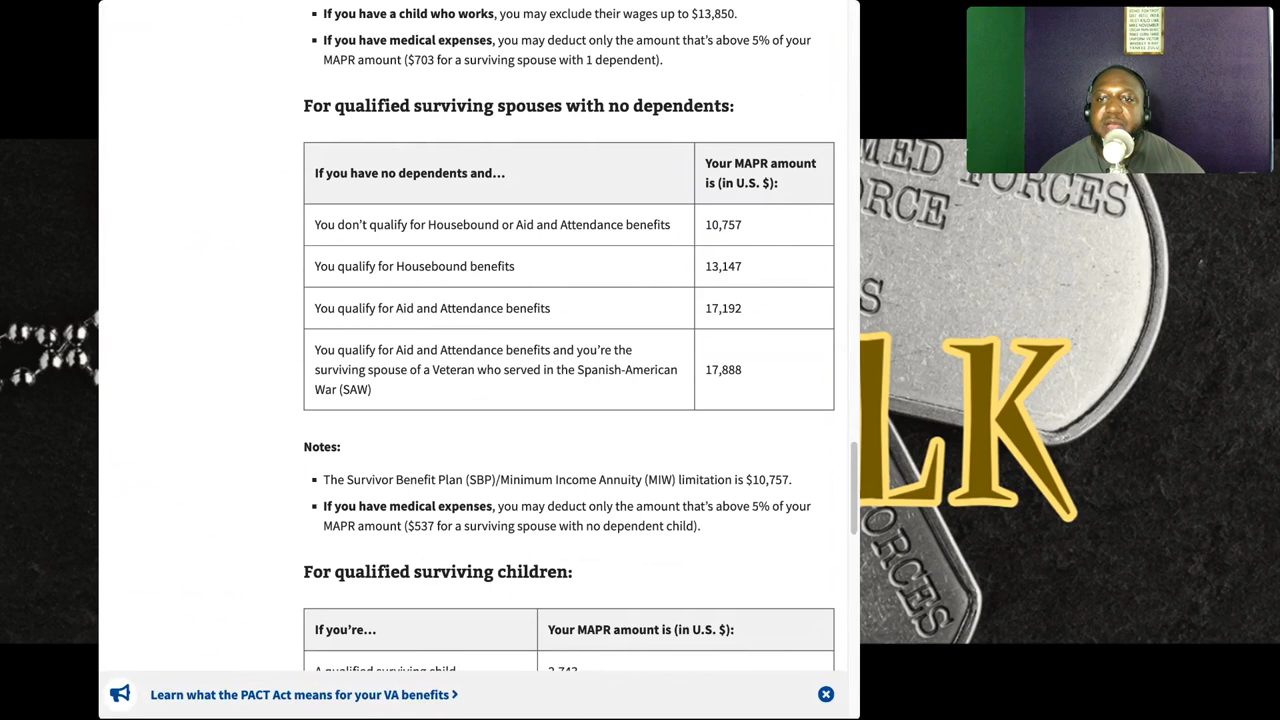 ▪ If you have a child who works, you may exclude their wages up to $13,850.
▪ If you have medical expenses, you may deduct only the amount that's above 5% of your
MAPR amount ($703 for a surviving spouse with 1 dependent).
For qualified surviving spouses with no dependents:
If you have no dependents and…
Your MAPR amount
is (in U.S. $):
You don't qualify for Housebound or Aid and Attendance benefits
10,757
You qualify for Housebound benefits
13,147
You qualify for Aid and Attendance benefits
17,192
You qualify for Aid and Attendance benefits and you're the
surviving spouse of a Veteran who served in the Spanish-American
War (SAW)
17,888
Notes:
▪ The Survivor Benefit Plan (SBP)/Minimum Income Annuity (MIW) limitation is $10,757.
▪ If you have medical expenses, you may deduct only the amount that's above 5% of your
MAPR amount ($537 for a surviving spouse with no dependent child).
For qualified surviving children:
If you're…
Your MAPR amount is (in U.S. $):
A qualified surviving child
2,743
Learn what the PACT Act means for your VA benefits >
MED FORCES
ORCE
S
LK
ORCES